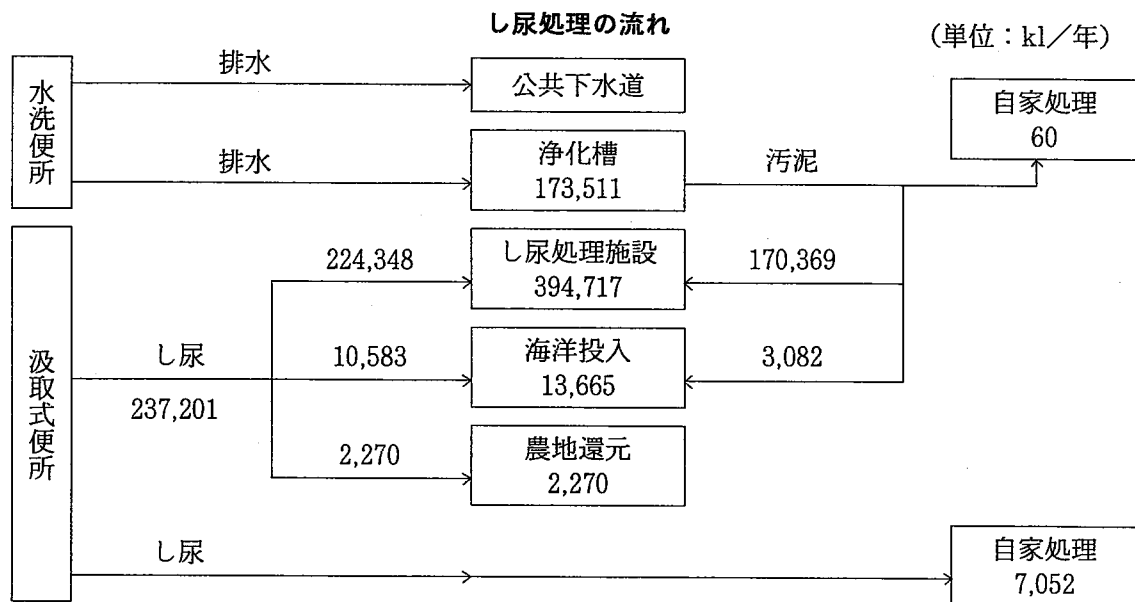 し尿処理の流れ
（単位：kl／年）
水洗便所
排水
公共下水道
自家処理
60
排水
浄化槽
173,511
汚泥
汲取式便所
224,348
し尿処理施設
394,717
170,369
し尿
237,201
10,583
海洋投入
13,665
3,082
2,270
農地還元
2,270
し尿
自家処理
7,052